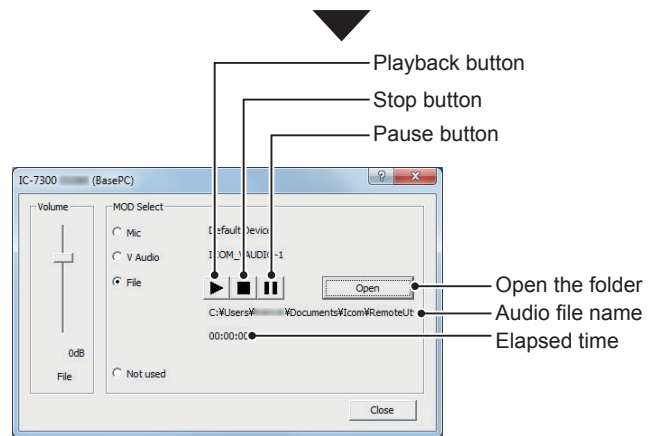 Playback button
Stop button
Pause button
IC-7300 (BasePC)
Volume
MOD Select
Mic
Default Device
V Audio
ICOM_VAUDIO-1
File
Open
Open the folder
C:¥Users¥ ¥Documents¥Icom¥RemoteUt
Audio file name
00:00:00
Elapsed time
0dB
File
Not used
Close